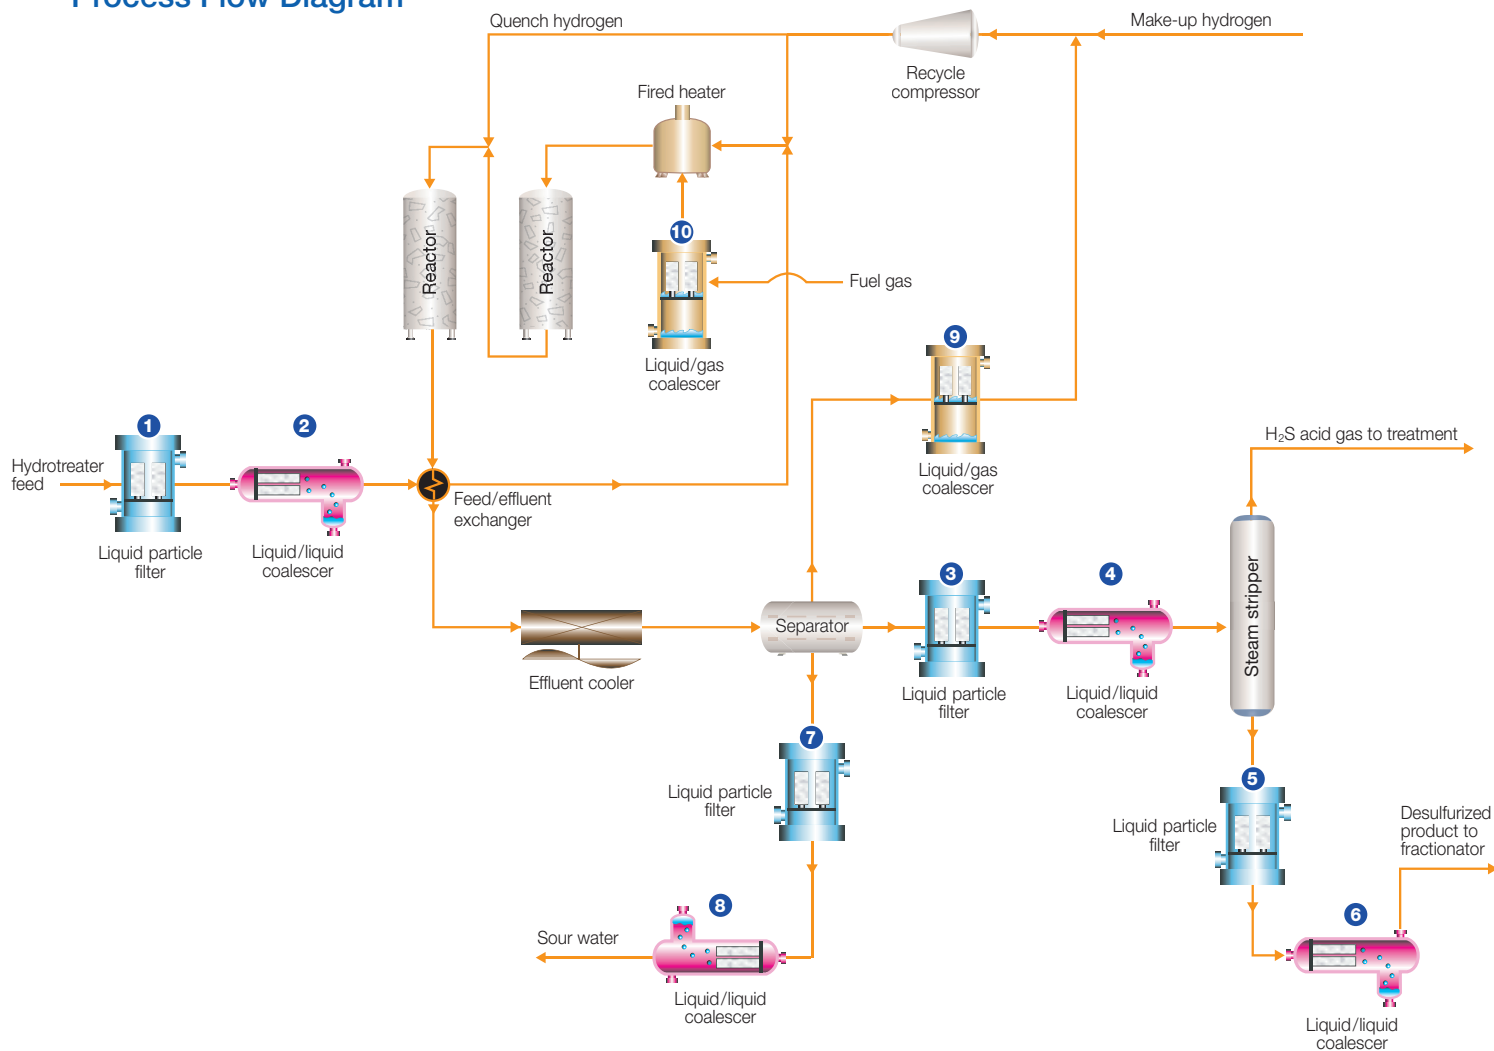 Process Flow Diagram
Quench hydrogen
Make-up hydrogen
Recycle
compressor
Fired heater
Reactor
Reactor
10
Fuel gas
Liquid/gas
coalescer
9
Liquid/gas
coalescer
1
2
Hydrotreater
feed
Feed/effluent
exchanger
Liquid particle
filter
Liquid/liquid
coalescer
H₂S acid gas to treatment
3
4
Separator
Steam stripper
Effluent cooler
Liquid particle
filter
Liquid/liquid
coalescer
7
Liquid particle
filter
5
Liquid particle
filter
Desulfurized
product to
fractionator
8
6
Sour water
Liquid/liquid
coalescer
Liquid/liquid
coalescer